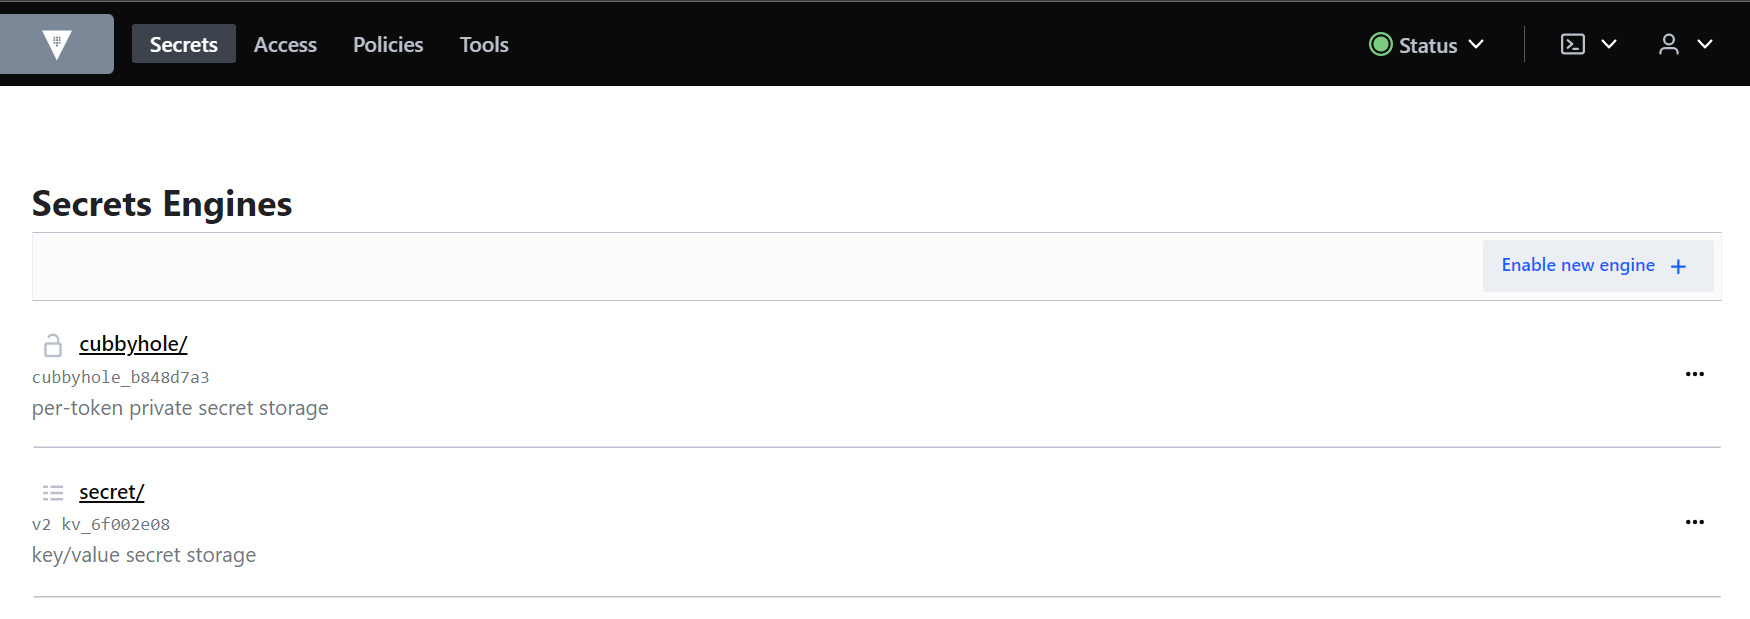 Secrets Access Policies Tools Status
Secrets Engines
Enable new engine +
cubbyhole/
cubbyhole_b848d7a3
per-token private secret storage
secret/
v2 kv_6f002e08
key/value secret storage